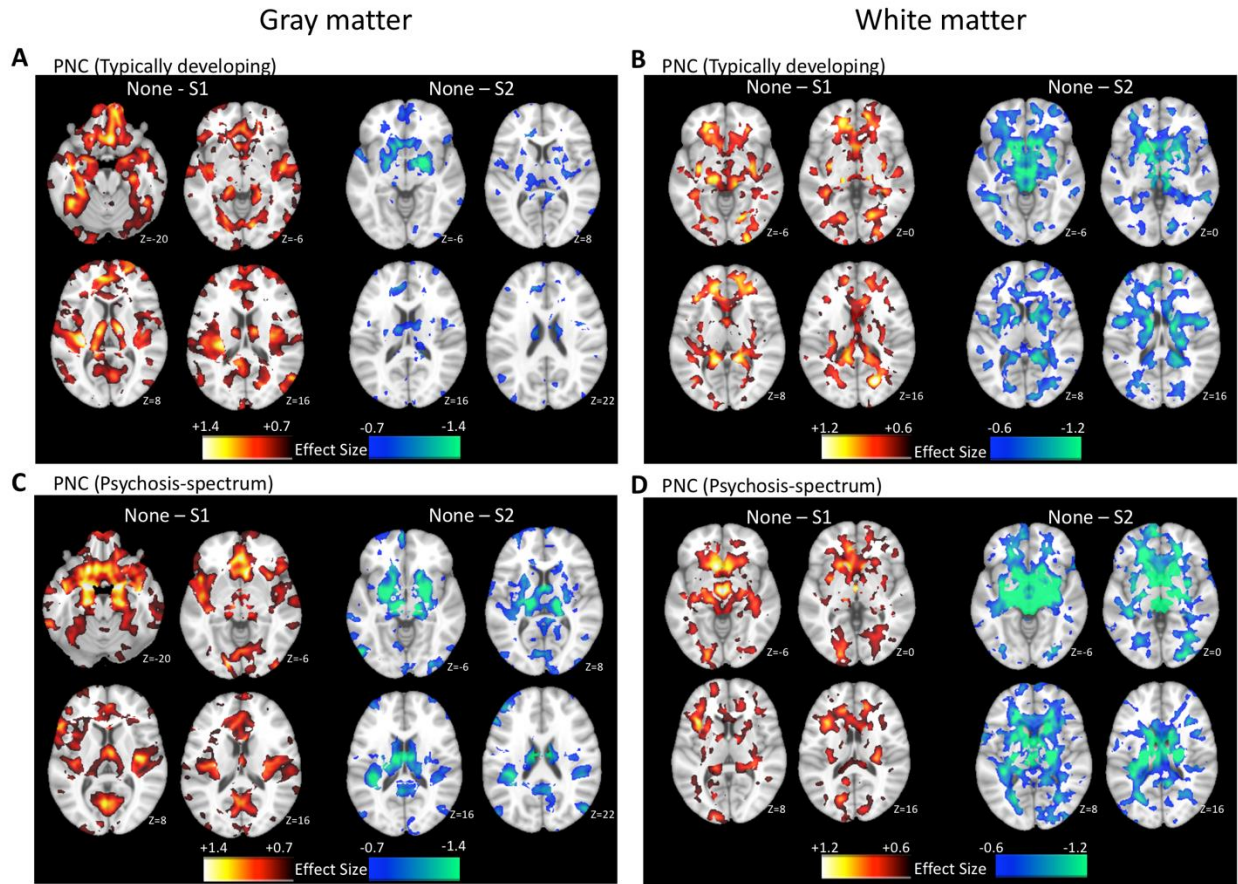 Gray matter
White matter
A
PNC (Typically developing)
None - S1
None – S2
Z=-20
Z=-6
Z=-6
Z=8
Z=8
Z=16
Z=16
Z=22
+1.4
+0.7
Effect Size
-0.7
-1.4
B
PNC (Typically developing)
None – S1
None – S2
Z=-6
Z=0
Z=-6
Z=0
Z=8
Z=16
Z=8
Z=16
+1.2
+0.6
Effect Size
-0.6
-1.2
C
PNC (Psychosis-spectrum)
None – S1
None – S2
Z=-20
Z=-6
Z=-6
Z=8
Z=8
Z=16
Z=16
Z=22
+1.4
+0.7
Effect Size
-0.7
-1.4
D
PNC (Psychosis-spectrum)
None – S1
None – S2
Z=-6
Z=0
Z=-6
Z=0
Z=8
Z=16
Z=8
Z=16
+1.2
+0.6
Effect Size
-0.6
-1.2